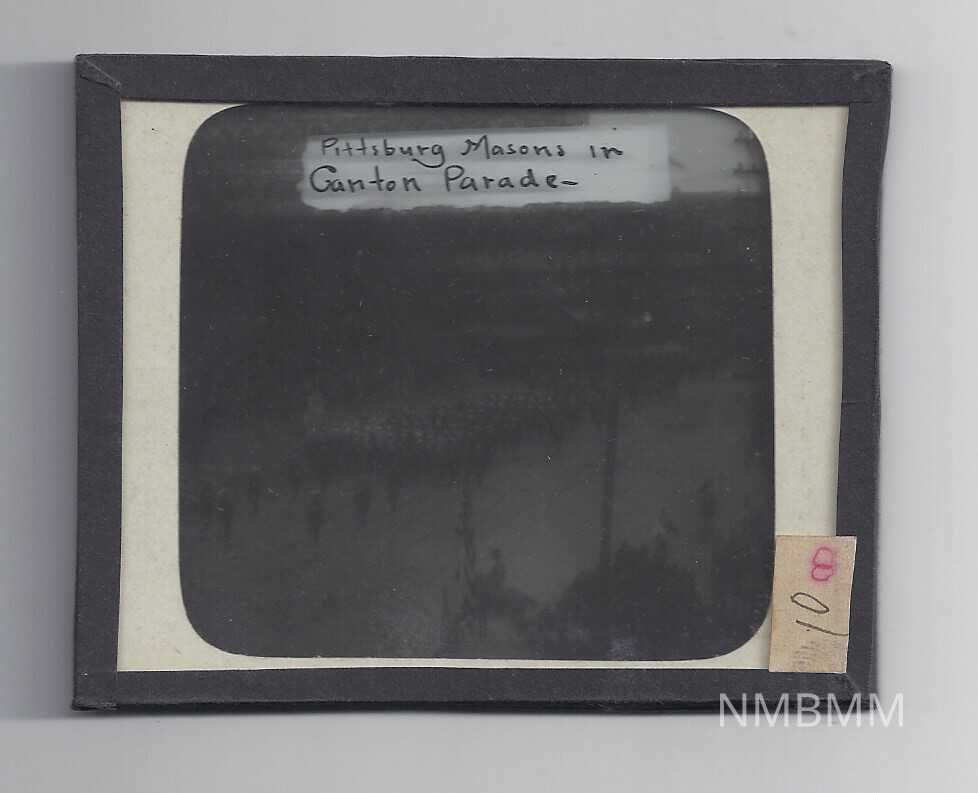 Pittsburg Masons in
Canton Parade-
8
10
NMBMM